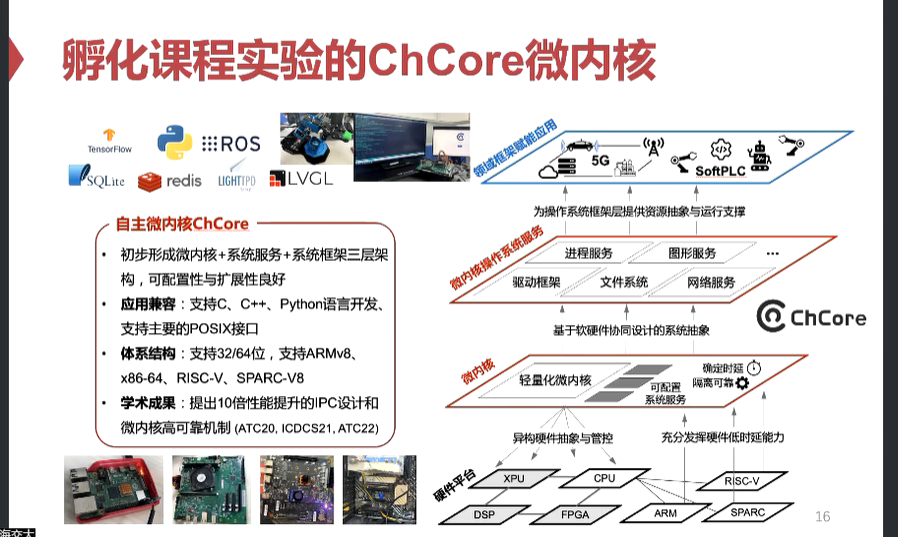 孵化课程实验的ChCore微内核
TensorFlow
ROS
SQLite
redis
LIGHTTPD
LVGL
自主微内核ChCore
• 初步形成微内核+系统服务+系统框架三层架
构，可配置性与扩展性良好
• 应用兼容：支持C、C++、Python语言开发、
支持主要的POSIX接口
• 体系结构：支持32/64位，支持ARMv8、
x86-64、RISC-V、SPARC-V8
• 学术成果：提出10倍性能提升的IPC设计和
微内核高可靠机制 (ATC20, ICDCS21, ATC22)
领域框架赋能应用
5G
SoftPLC
为操作系统框架层提供资源抽象与运行支撑
微内核操作系统服务
进程服务
图形服务
...
驱动框架
文件系统
网络服务
ChCore
基于软硬件协同设计的系统抽象
微内核
轻量化微内核
确定时延
隔离可靠
可配置
系统服务
异构硬件抽象与管控
充分发挥硬件低时延能力
硬件平台
XPU
CPU
RISC-V
DSP
FPGA
ARM
SPARC
16
海交大